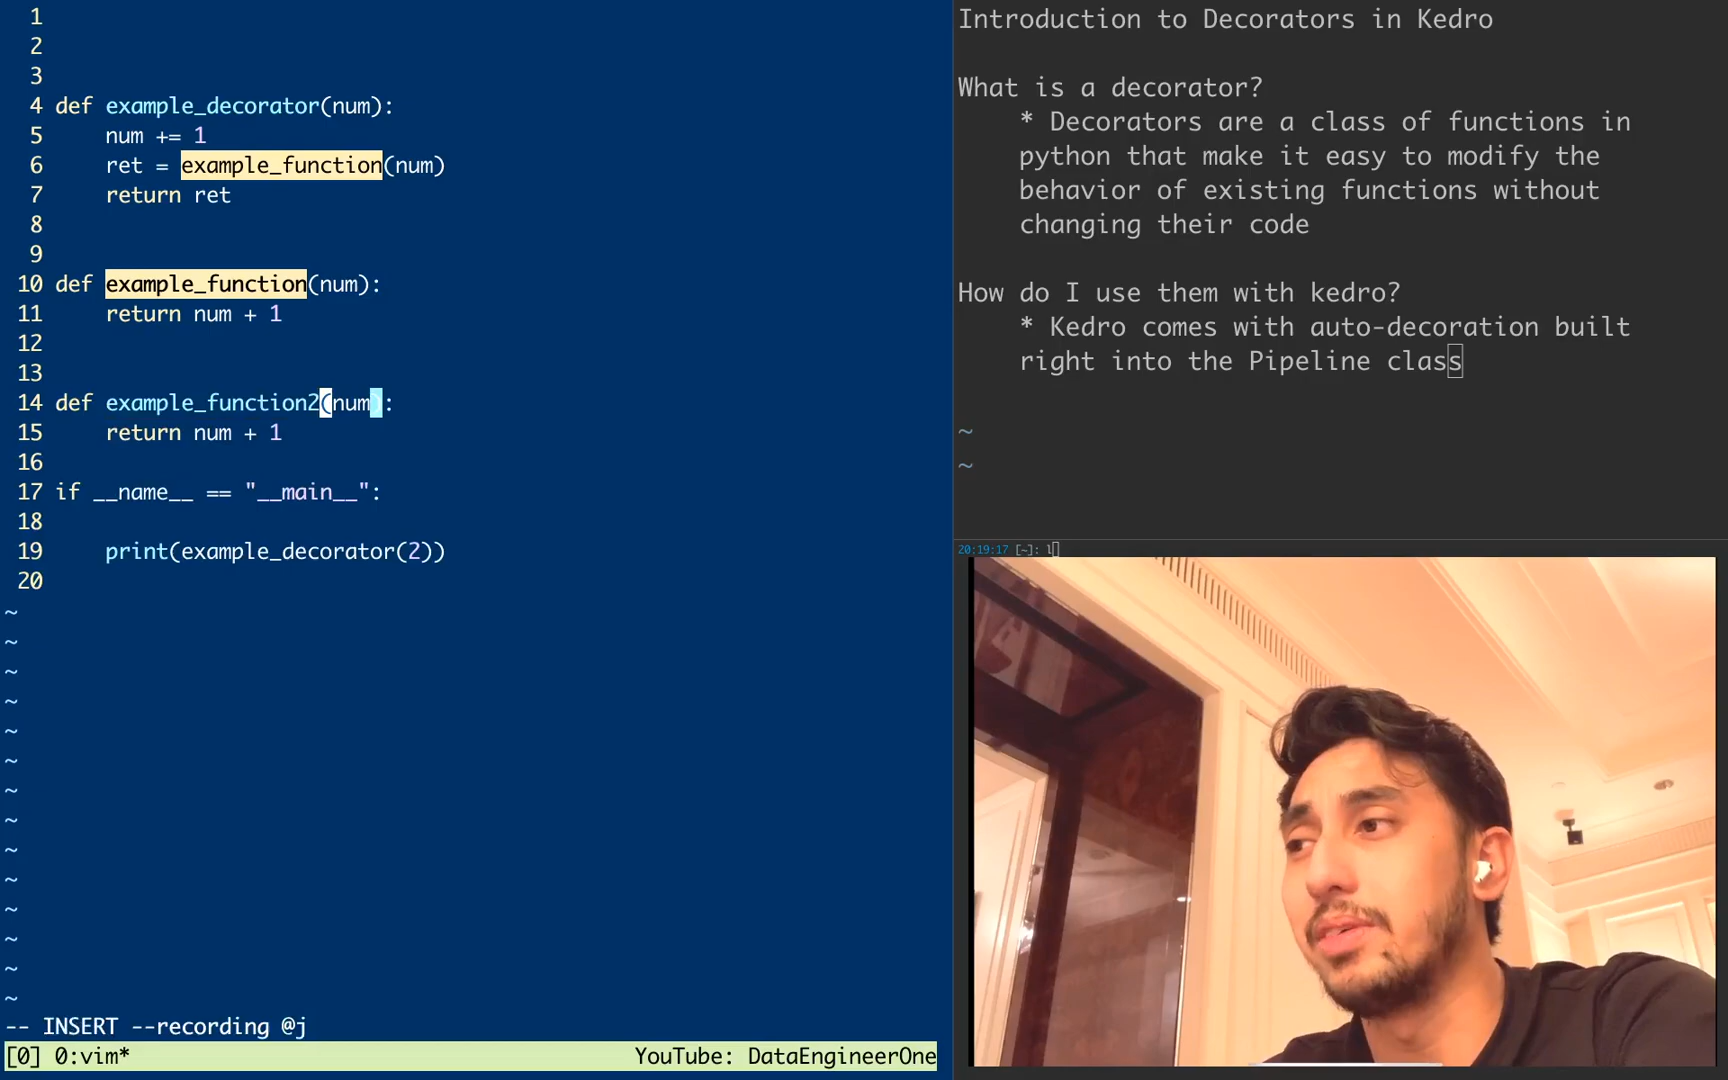 1
2
3
4 def example_decorator(num):
5 num += 1
6 ret = example_function(num)
7 return ret
8
9
10 def example_function(num):
11 return num + 1
12
13
14 def example_function2(num):
15 return num + 1
16
17 if __name__ == "__main__":
18
19 print(example_decorator(2))
20
~
~
~
~
~
~
~
~
~
~
~
~
~
~
-- INSERT --recording @j
[0] 0:vim* YouTube: DataEngineerOne
Introduction to Decorators in Kedro
What is a decorator?
* Decorators are a class of functions in
python that make it easy to modify the
behavior of existing functions without
changing their code
How do I use them with kedro?
* Kedro comes with auto-decoration built
right into the Pipeline class
~
~
20:19:17 [~]: l